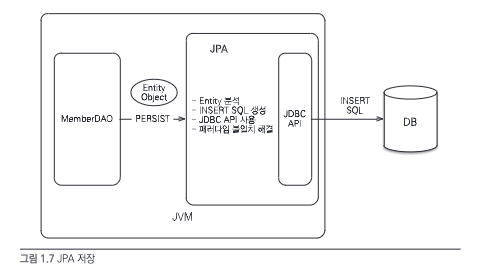 JPA
Entity
Object
MemberDAO
PERSIST
- Entity 분석
- INSERT SQL 생성
- JDBC API 사용
- 패러다임 불일치 해결
JDBC
API
INSERT
SQL
DB
JVM
그림 1.7 JPA 저장